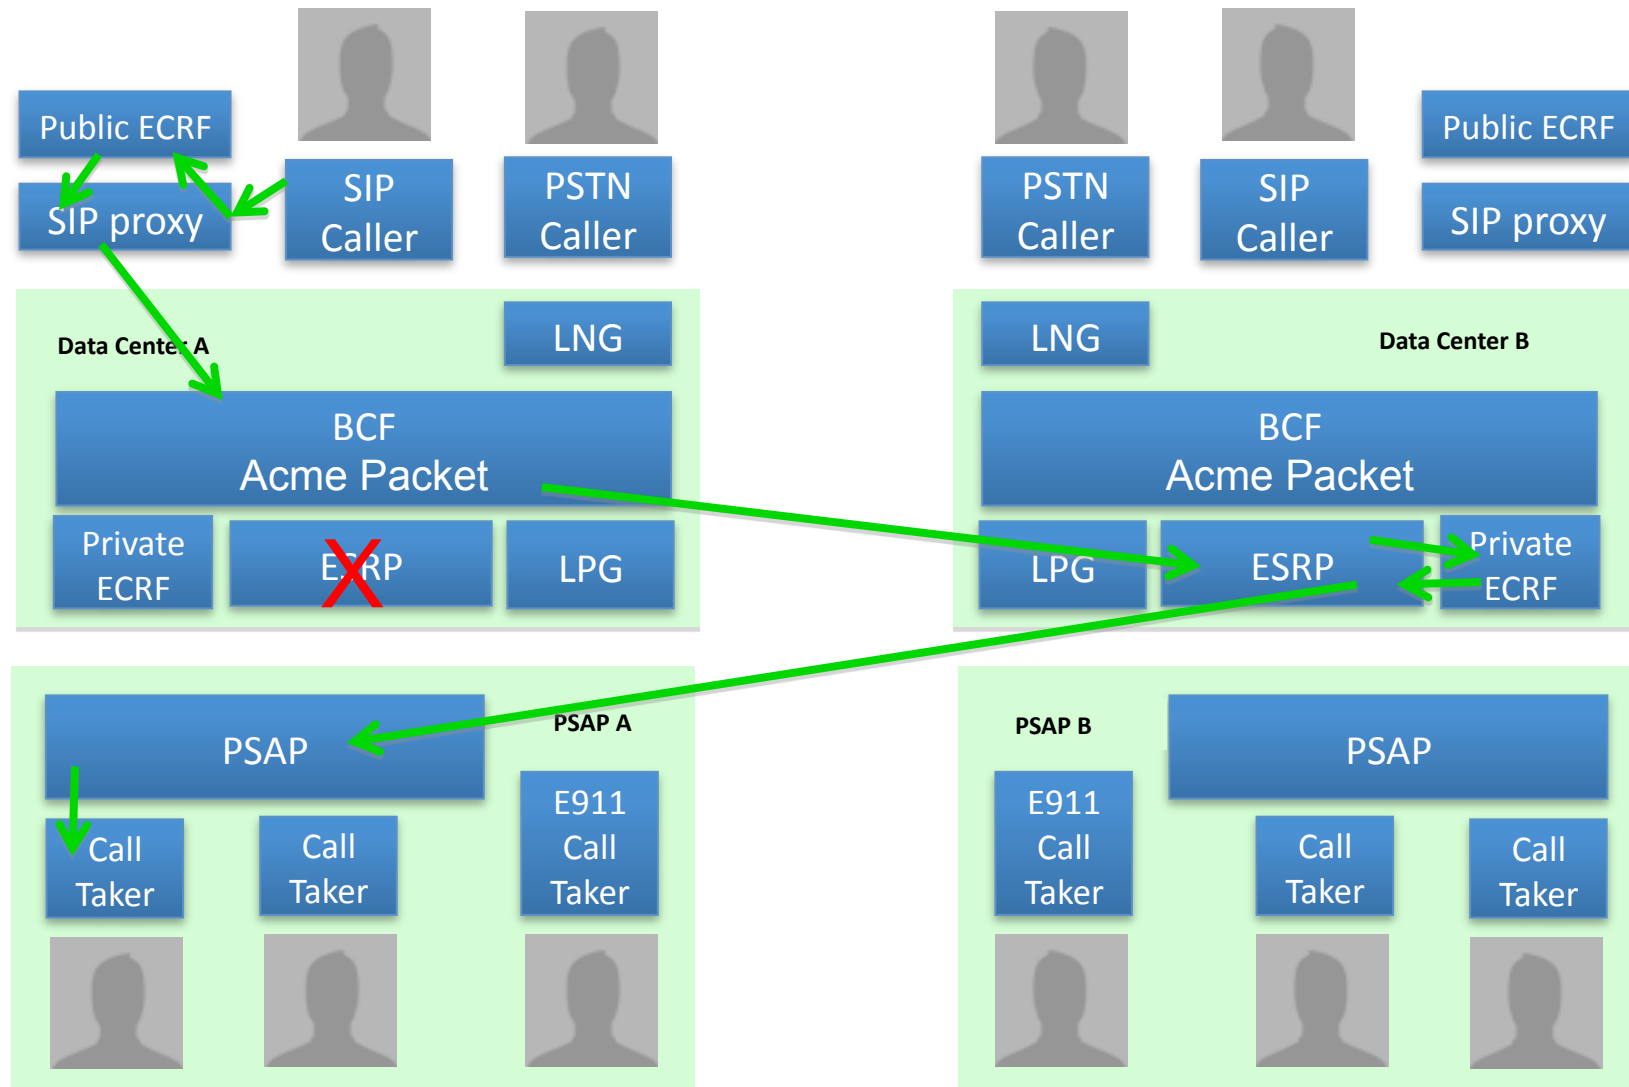 Public ECRF
SIP proxy
SIP
Caller
PSTN
Caller
PSTN
Caller
SIP
Caller
Public ECRF
SIP proxy
Data Center A
LNG
BCF
Acme Packet
Private
ECRF
ESRP
X
LPG
LNG
Data Center B
BCF
Acme Packet
LPG
ESRP
Private
ECRF
PSAP
PSAP A
Call
Taker
Call
Taker
E911
Call
Taker
PSAP B
PSAP
E911
Call
Taker
Call
Taker
Call
Taker